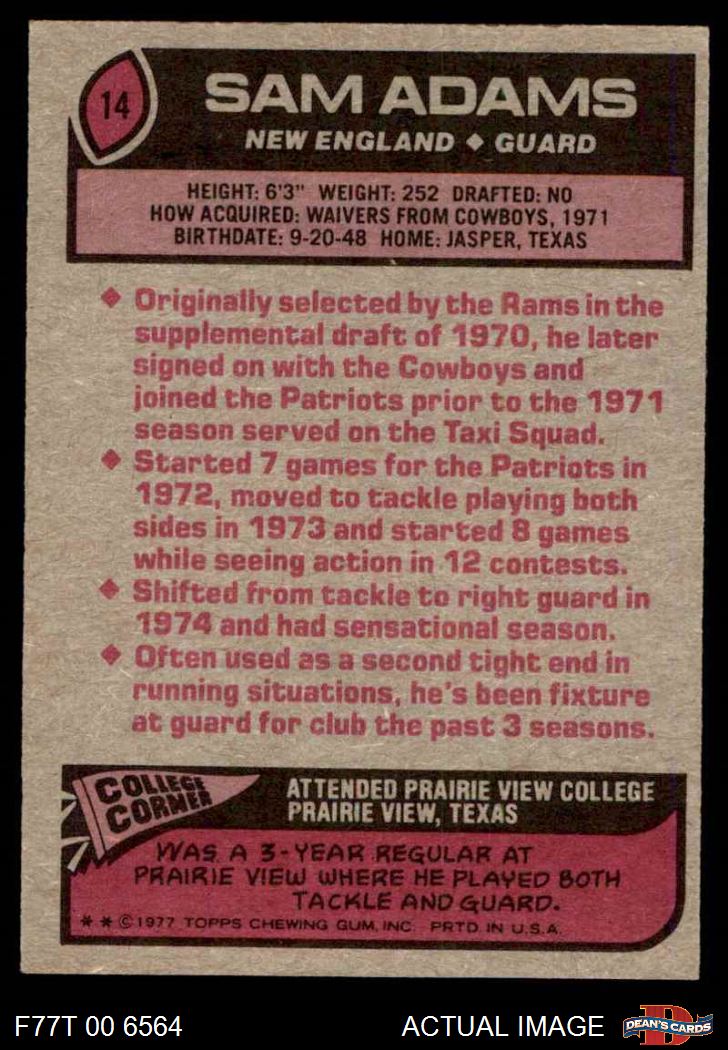 14
SAM ADAMS
NEW ENGLAND ◆ GUARD
HEIGHT: 6'3" WEIGHT: 252 DRAFTED: NO
HOW ACQUIRED: WAIVERS FROM COWBOYS, 1971
BIRTHDATE: 9-20-48 HOME: JASPER, TEXAS
◆ Originally selected by the Rams in the
supplemental draft of 1970, he later
signed on with the Cowboys and
joined the Patriots prior to the 1971
season served on the Taxi Squad.
◆ Started 7 games for the Patriots in
1972, moved to tackle playing both
sides in 1973 and started 8 games
while seeing action in 12 contests.
◆ Shifted from tackle to right guard in
1974 and had sensational season.
◆ Often used as a second tight end in
running situations, he's been fixture
at guard for club the past 3 seasons.
COLLEGE
CORNER
ATTENDED PRAIRIE VIEW COLLEGE
PRAIRIE VIEW, TEXAS
WAS A 3-YEAR REGULAR AT
PRAIRIE VIEW WHERE HE PLAYED BOTH
TACKLE AND GUARD.
** © 1977 TOPPS CHEWING GUM, INC. PRTD. IN U.S.A.
F77T 00 6564
ACTUAL IMAGE
D
DEAN'S CARDS